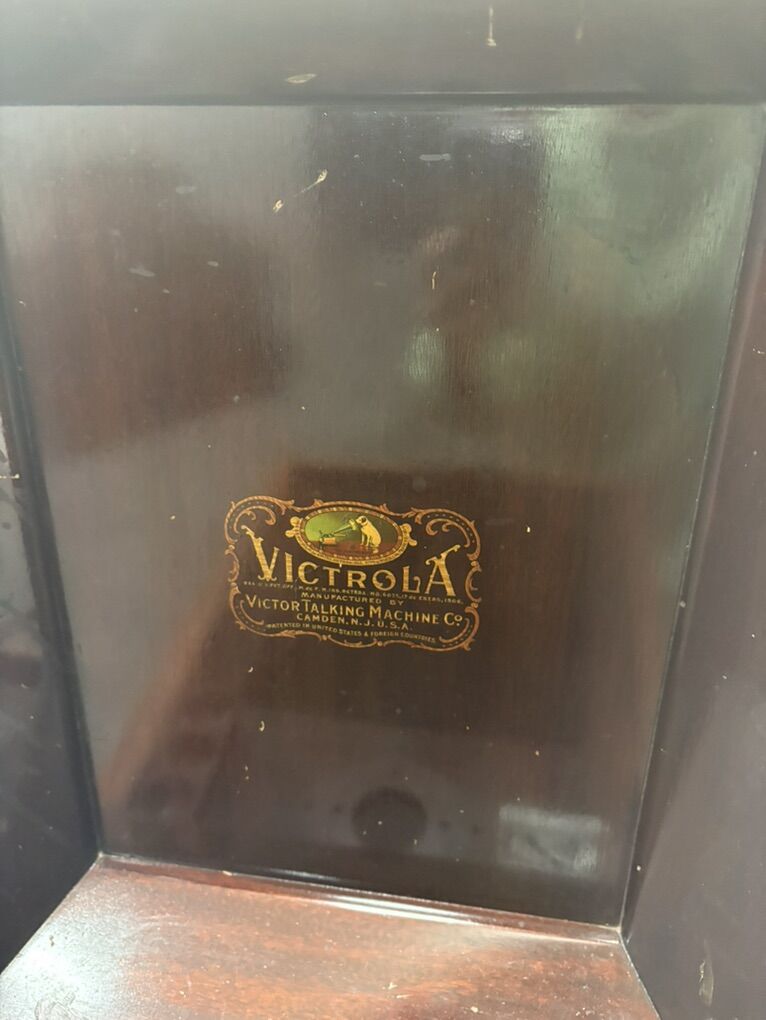 VICTROLA
MANUFACTURED BY
VICTOR TALKING MACHINE CO.
CAMDEN, N.J. U.S.A.
PATENTED IN UNITED STATES & FOREIGN COUNTRIES